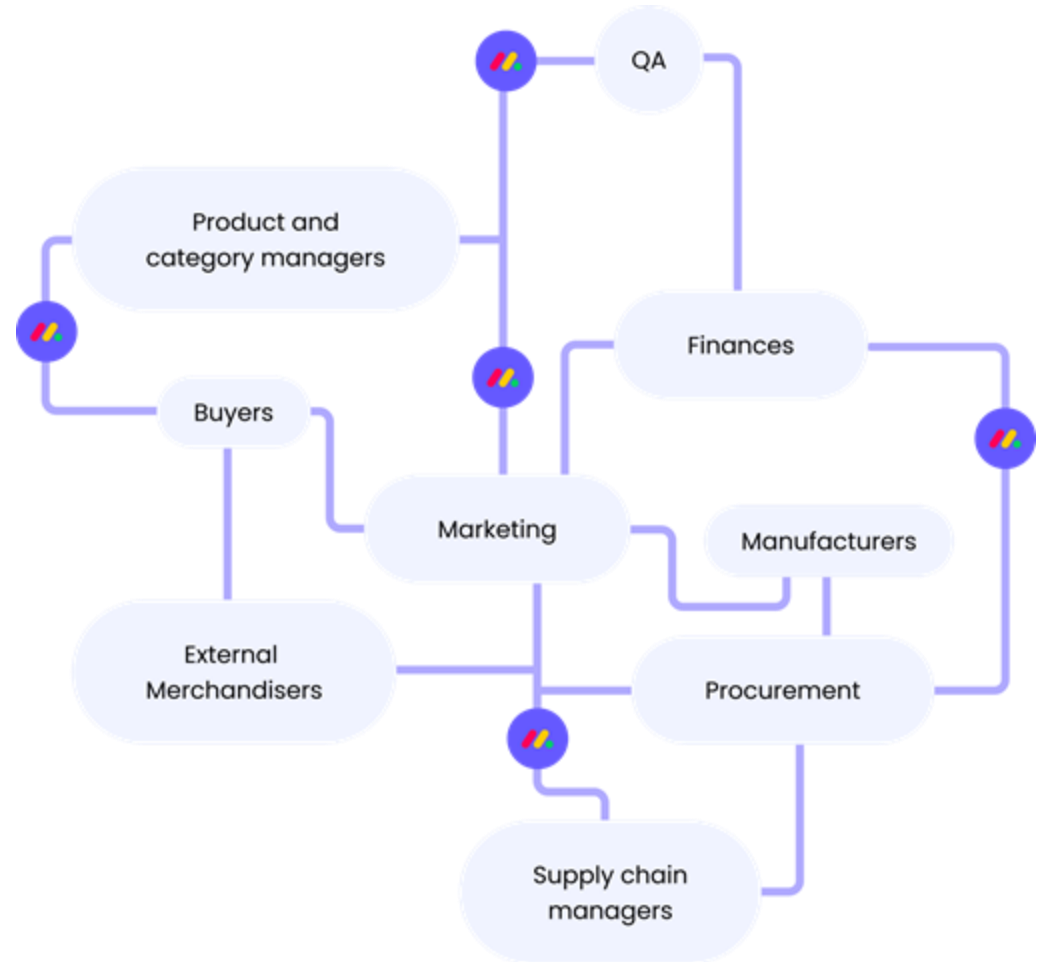 QA
Product and
category managers
Finances
Buyers
Marketing
Manufacturers
External
Merchandisers
Procurement
Supply chain
managers